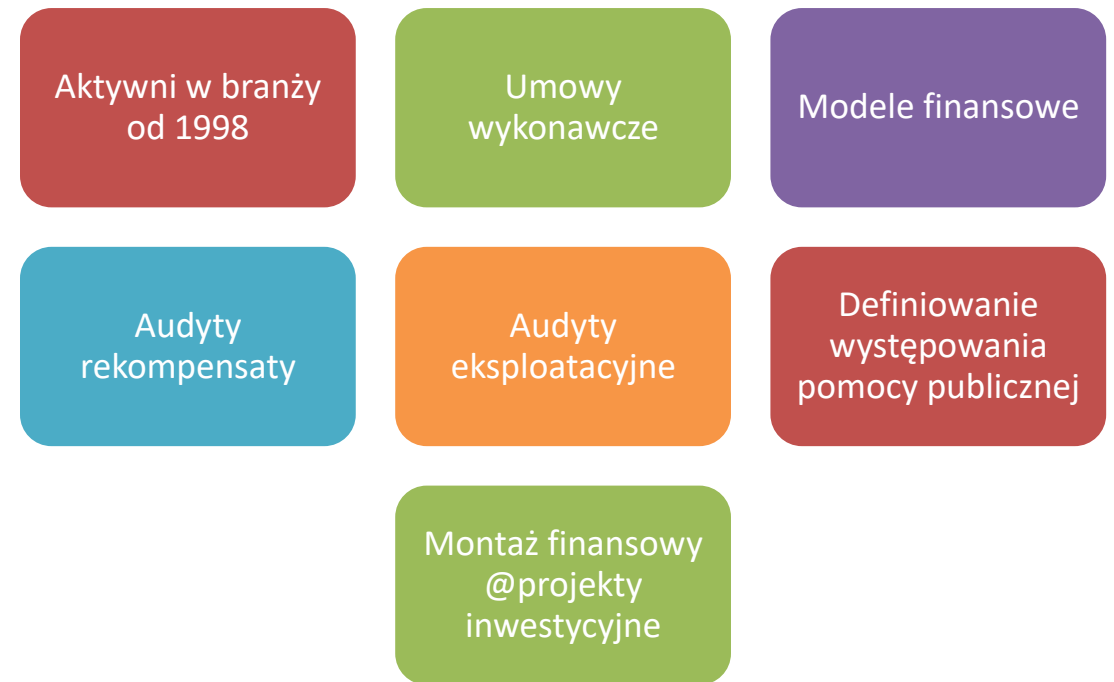 Aktywni w branży
od 1998
Umowy
wykonawcze
Modele finansowe
Audyty
rekompensaty
Audyty
eksploatacyjne
Definiowanie
występowania
pomocy publicznej
Montaż finansowy
@projekty
inwestycyjne